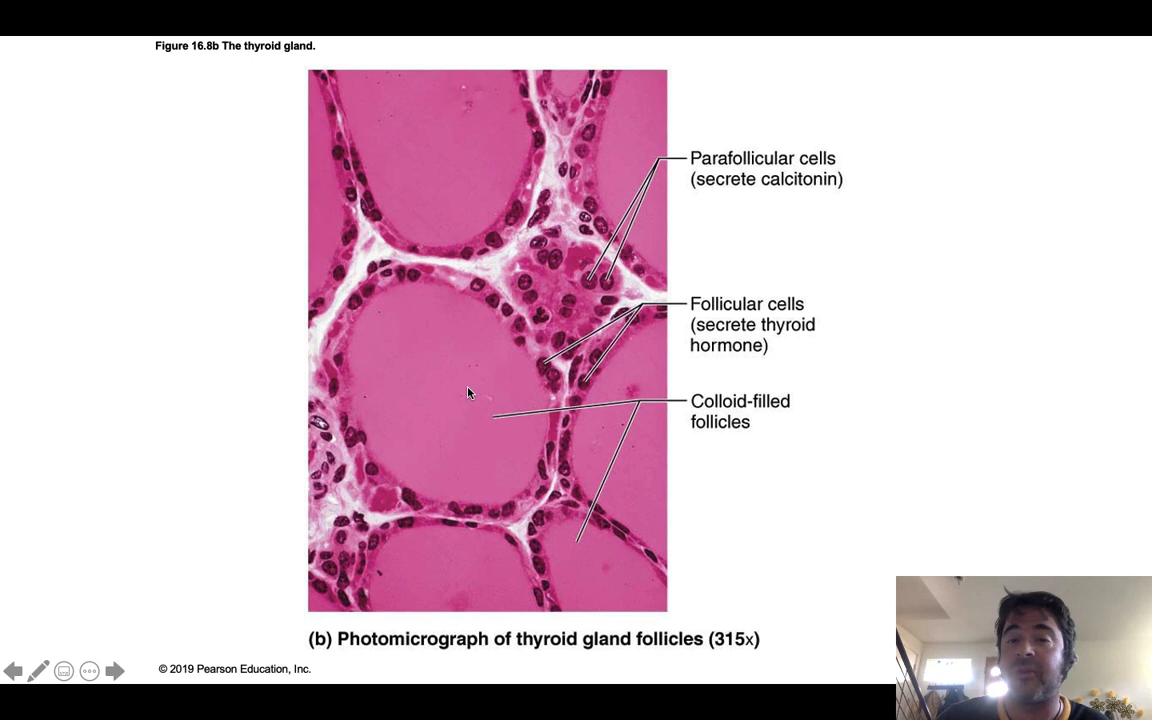 Figure 16.8b The thyroid gland.
Parafollicular cells
(secrete calcitonin)
Follicular cells
(secrete thyroid
hormone)
Colloid-filled
follicles
(b) Photomicrograph of thyroid gland follicles (315x)
© 2019 Pearson Education, Inc.